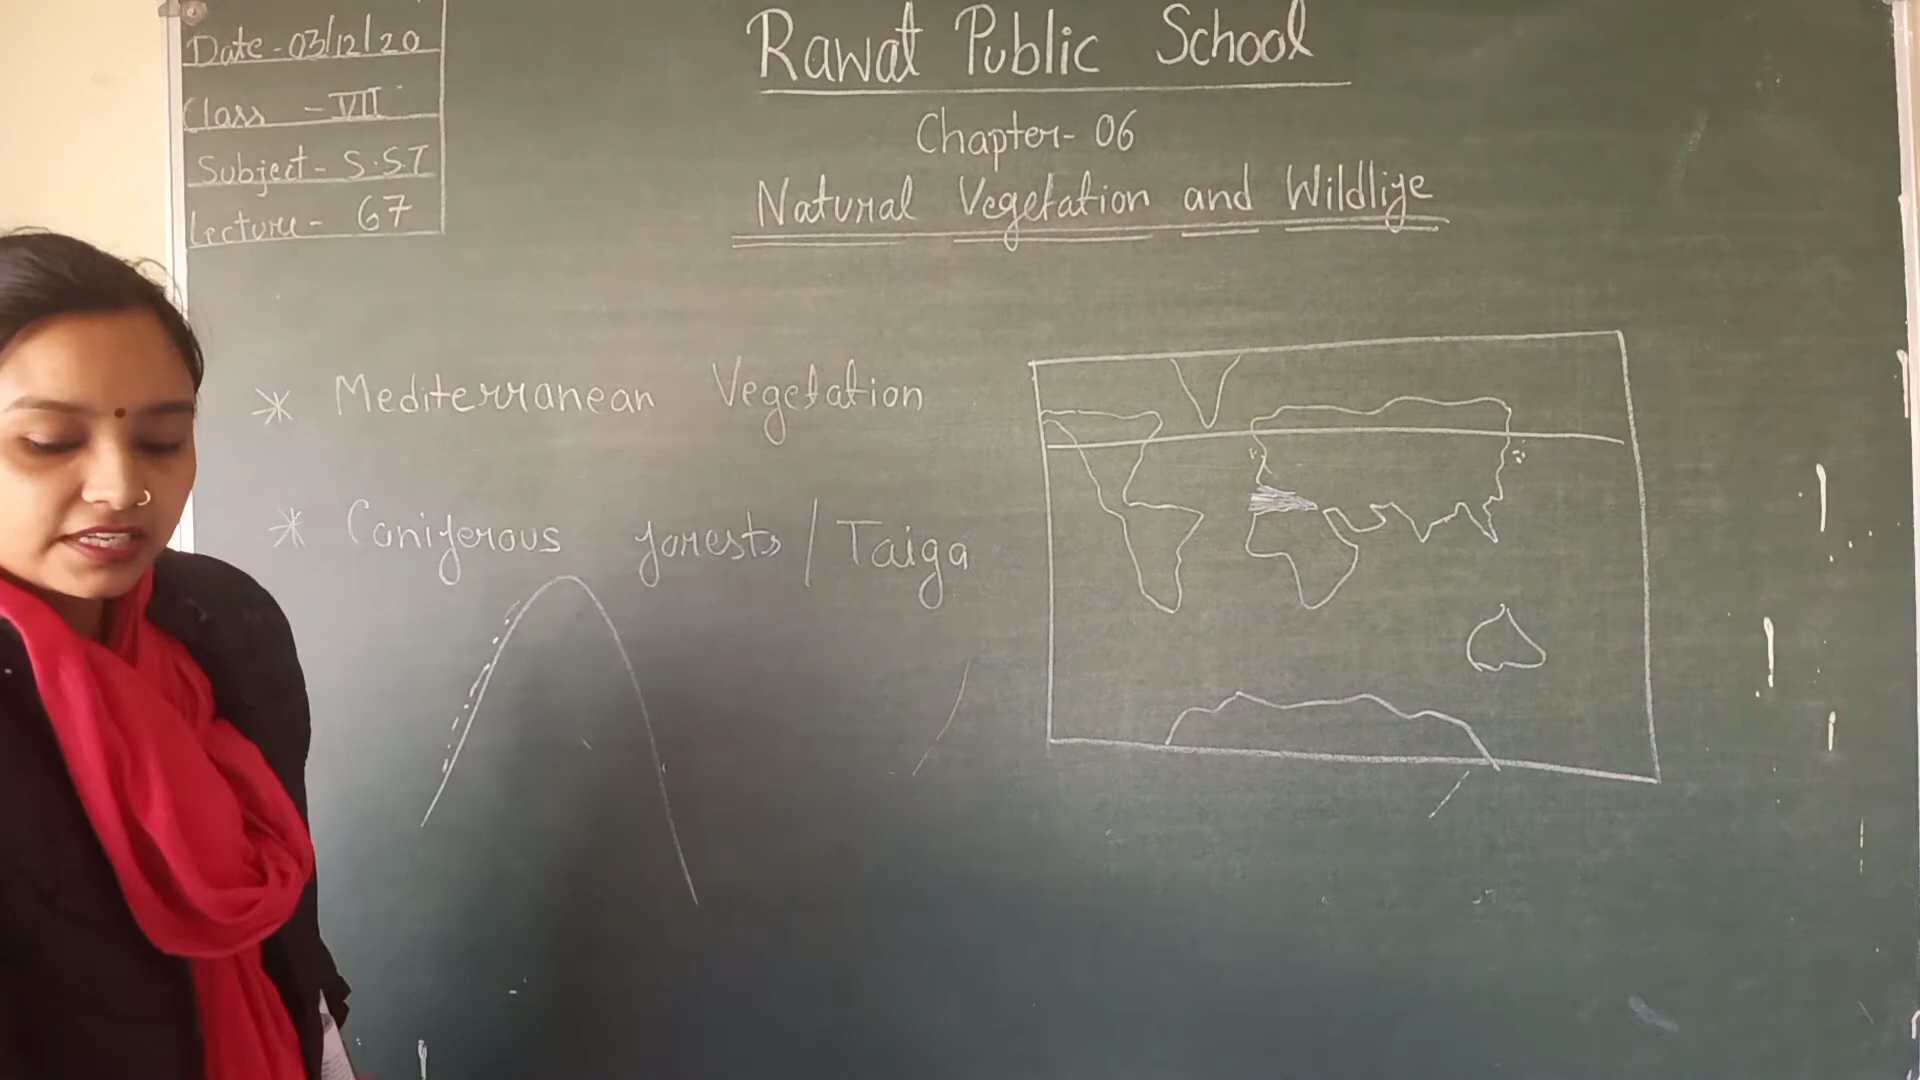 Date - 03/12/20
Class - VII
Subject - S.S.T
Lecture - 67
Rawat Public School
Chapter - 06
Natural Vegetation and Wildlife
* Mediterranean Vegetation
* Coniferous forests / Taiga